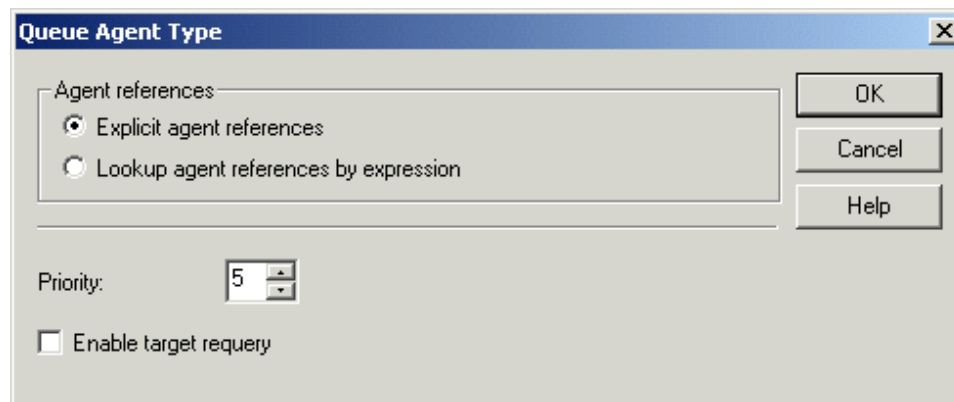 Queue Agent Type
Agent references
Explicit agent references
Lookup agent references by expression
OK
Cancel
Help
Priority:
5
Enable target requery